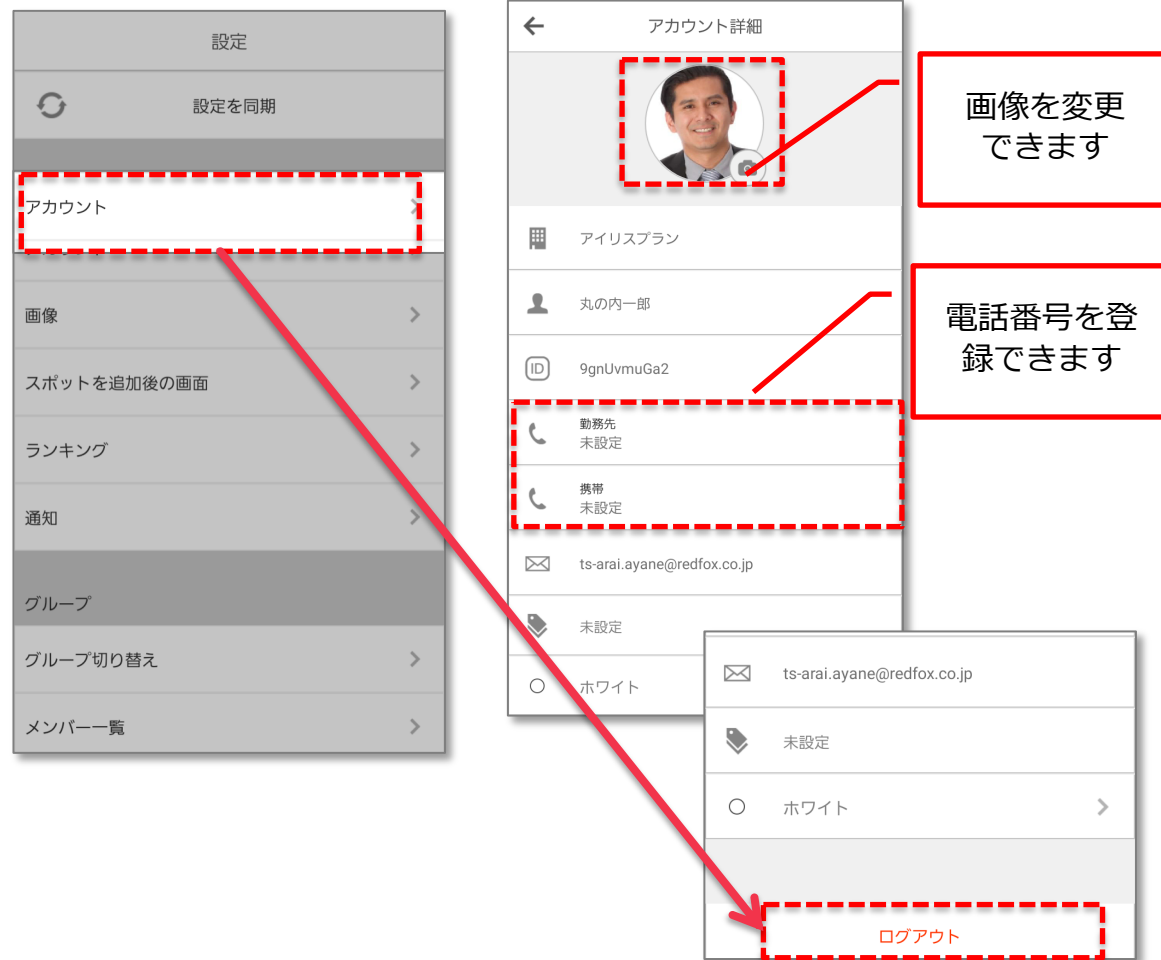 設定
設定を同期
アカウント
画像
スポットを追加後の画面
ランキング
通知
グループ
グループ切り替え
メンバー一覧
アカウント詳細
アイリスプラン
丸の内一郎
ID
9gnUvmuGa2
勤務先
未設定
携帯
未設定
ts-arai.ayane@redfox.co.jp
未設定
ホワイト
画像を変更
できます
電話番号を登
録できます
ts-arai.ayane@redfox.co.jp
未設定
ホワイト
ログアウト